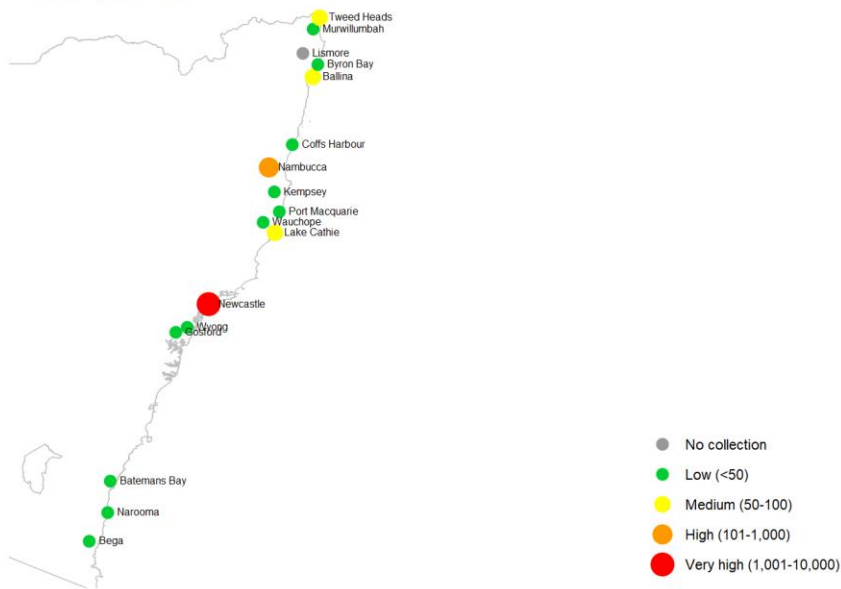 Tweed Heads
Murwillumbah
Lismore
Byron Bay
Ballina
Coffs Harbour
Nambucca
Kempsey
Port Macquarie
Wauchope
Lake Cathie
Newcastle
Wyong
Gosford
Batemans Bay
Narooma
Bega
No collection
Low (<50)
Medium (50-100)
High (101-1,000)
Very high (1,001-10,000)